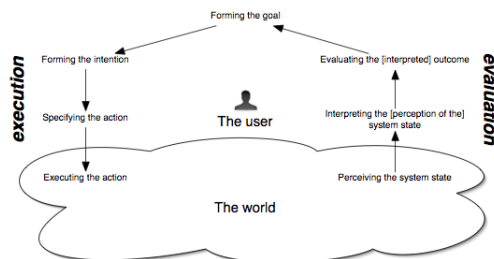 Forming the goal
Forming the intention
Evaluating the [interpreted] outcome
execution
evaluation
Specifying the action
The user
Interpreting the [perception of the]
system state
Executing the action
Perceiving the system state
The world